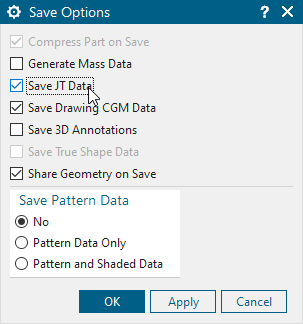 Save Options ? ×
Compress Part on Save
Generate Mass Data
Save JT Data
Save Drawing CGM Data
Save 3D Annotations
Save True Shape Data
Share Geometry on Save
Save Pattern Data
No
Pattern Data Only
Pattern and Shaded Data
OK Apply Cancel